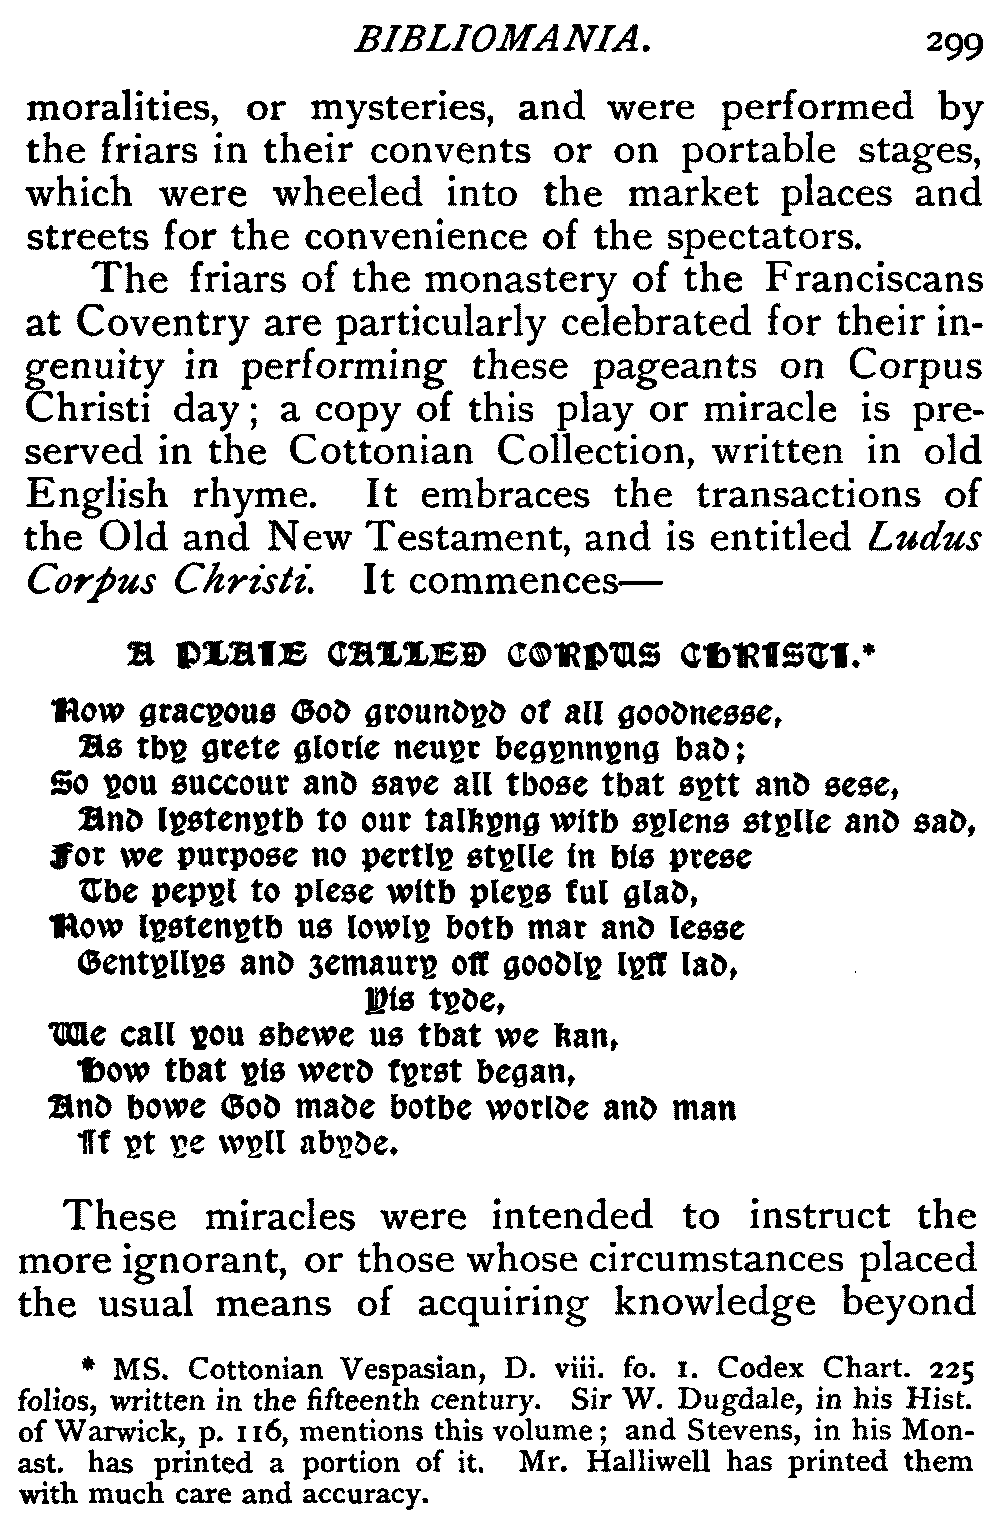 BIBLIOMANIA. 299
moralities, or mysteries, and were performed by
the friars in their convents or on portable stages,
which were wheeled into the market places and
streets for the convenience of the spectators.
The friars of the monastery of the Franciscans
at Coventry are particularly celebrated for their in-
genuity in performing these pageants on Corpus
Christi day; a copy of this play or miracle is pre-
served in the Cottonian Collection, written in old
English rhyme. It embraces the transactions of
the Old and New Testament, and is entitled Ludus
Corpus Christi. It commences—
A PLAIE CALLED CORPUS CHRISTI.*
Now gracyous God groundyd of all goodnesse,
As thy grete glorie neuyr begynnyng had;
So you succour and save all those that sytt and sese,
And lystenyth to our talkyng with sylens stylle and sad,
For we purpose no pertly stylle in his prese
The pepyl to plese with pleys ful glad,
Now lystenyth us lowly both mar and lesse
Gentyllys and zemaury off goodly lyff lad,
Yis tyde,
We call you shewe us that we kan,
How that yis werd fyrst began,
And howe God made bothe worlde and man
If yt ye wyll abyde.
These miracles were intended to instruct the
more ignorant, or those whose circumstances placed
the usual means of acquiring knowledge beyond
* MS. Cottonian Vespasian, D. viii. fo. 1. Codex Chart. 225
folios, written in the fifteenth century. Sir W. Dugdale, in his Hist.
of Warwick, p. 116, mentions this volume; and Stevens, in his Mon-
ast. has printed a portion of it. Mr. Halliwell has printed them
with much care and accuracy.